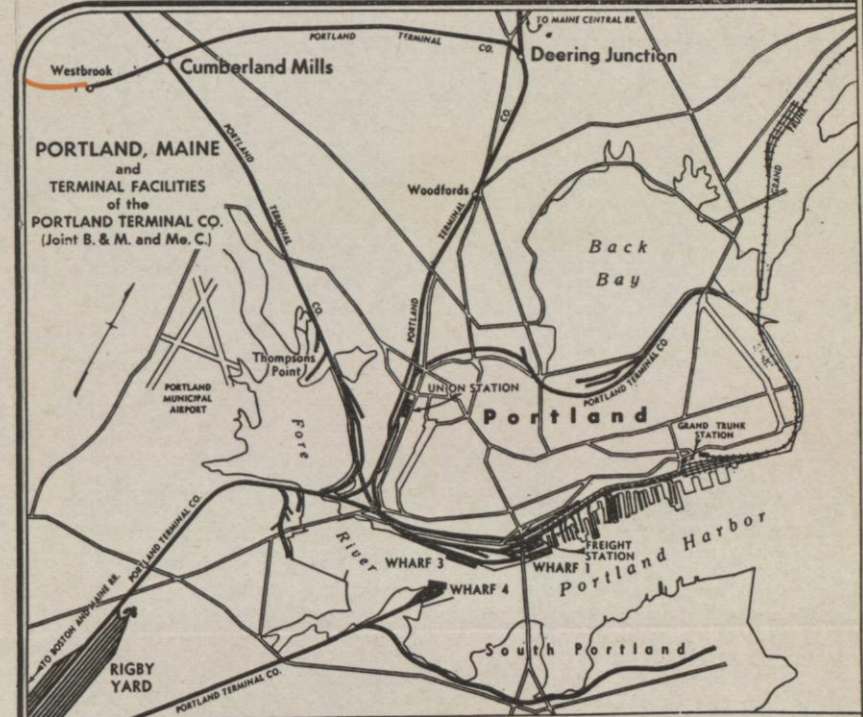 TO MAINE CENTRAL RR.
PORTLAND TERMINAL CO.
Deering Junction
Westbrook
Cumberland Mills
PORTLAND, MAINE
and
TERMINAL FACILITIES
of the
PORTLAND TERMINAL CO.
(Joint B. & M. and Me. C.)
PORTLAND TERMINAL CO.
Woodfords
PORTLAND TERMINAL CO.
GRAND TRUNK
Back
Bay
Thompsons
Point
PORTLAND
MUNICIPAL
AIRPORT
UNION STATION
PORTLAND TERMINAL CO.
Portland
GRAND TRUNK
STATION
Fore
River
PORTLAND TERMINAL CO.
FREIGHT
STATION
Portland Harbor
WHARF 3
WHARF 1
WHARF 4
TO BOSTON AND MAINE RR.
South Portland
RIGBY
YARD
PORTLAND TERMINAL CO.